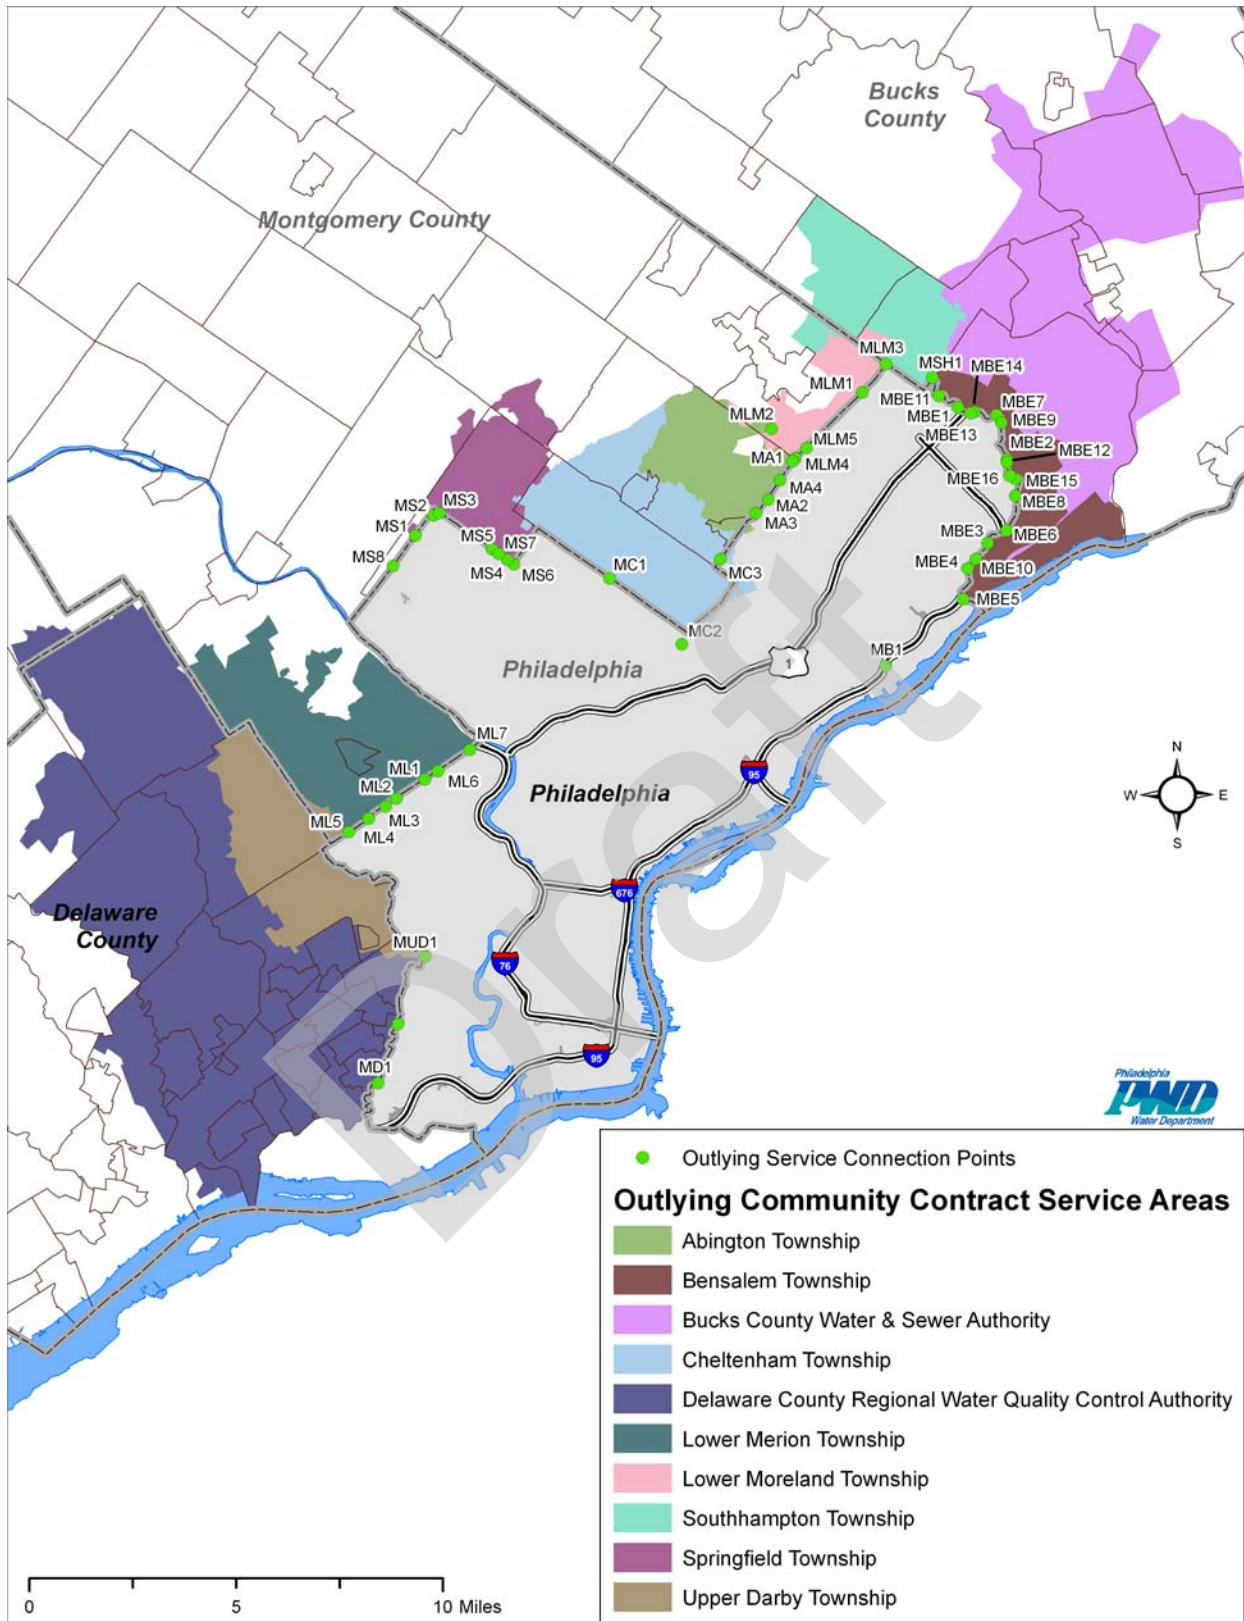 Bucks
County
Montgomery County
MLM3
MSH1
MBE14
MLM1
MBE11
MBE7
MBE1
MBE9
MLM2
MBE13
MLM5
MBE2
MBE12
MA1
MLM4
MBE16
MBE15
MA4
MBE8
MS2
MS3
MA2
MS1
MA3
MBE3
MBE6
MS5
MS7
MS8
MS4
MS6
MC1
MC3
MBE4
MBE10
MBE5
MC2
MB1
Philadelphia
1
ML7
ML1
ML6
95
Philadelphia
ML2
ML5
ML3
ML4
676
Delaware
County
MUD1
76
95
MD1
N
W E
S
Draft
Philadelphia
PWD
Water Department
Outlying Service Connection Points
Outlying Community Contract Service Areas
Abington Township
Bensalem Township
Bucks County Water & Sewer Authority
Cheltenham Township
Delaware County Regional Water Quality Control Authority
Lower Merion Township
Lower Moreland Township
Southhampton Township
Springfield Township
Upper Darby Township
0 5 10 Miles